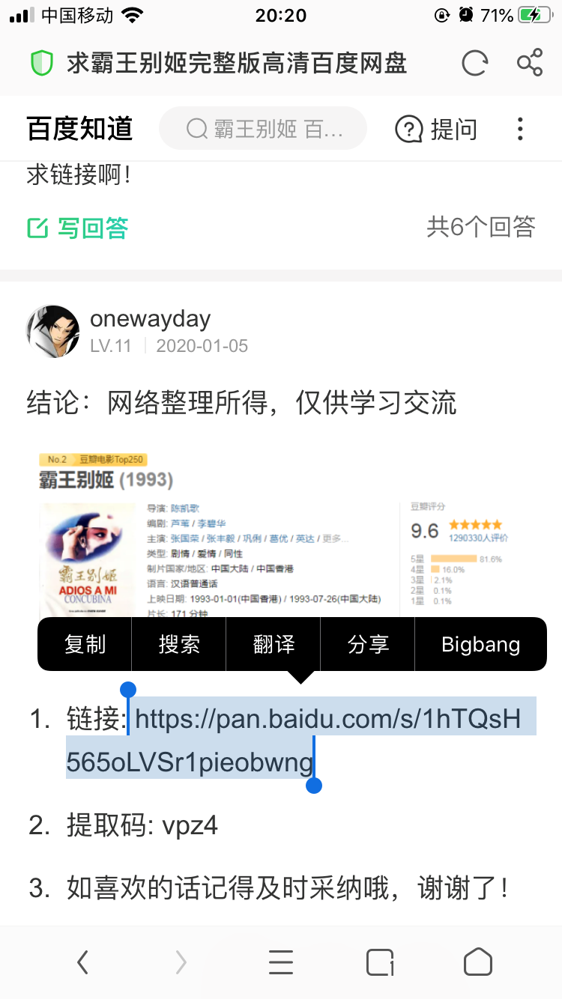 中国移动 20:20 71%
求霸王别姬完整版高清百度网盘
百度知道 霸王别姬 百... 提问
求链接啊！
写回答 共6个回答
onewayday
LV.11 2020-01-05
结论：网络整理所得，仅供学习交流
No.2 豆瓣电影Top250
霸王别姬 (1993)
导演: 陈凯歌
编剧: 芦苇 / 李碧华
主演: 张国荣 / 张丰毅 / 巩俐 / 葛优 / 英达 / 更多...
类型: 剧情 / 爱情 / 同性
制片国家/地区: 中国大陆 / 中国香港
语言: 汉语普通话
上映日期: 1993-01-01(中国香港) / 1993-07-26(中国大陆)
片长: 171 分钟
霸王别姬
ADIOS A MI
CONCUBINA
豆瓣评分
9.6
1290330人评价
5星 81.6%
4星 16.0%
3星 2.1%
2星 0.1%
1星 0.1%
复制 搜索 翻译 分享 Bigbang
1. 链接: https://pan.baidu.com/s/1hTQsH
565oLVSr1pieobwng
2. 提取码: vpz4
3. 如喜欢的话记得及时采纳哦，谢谢了！
1